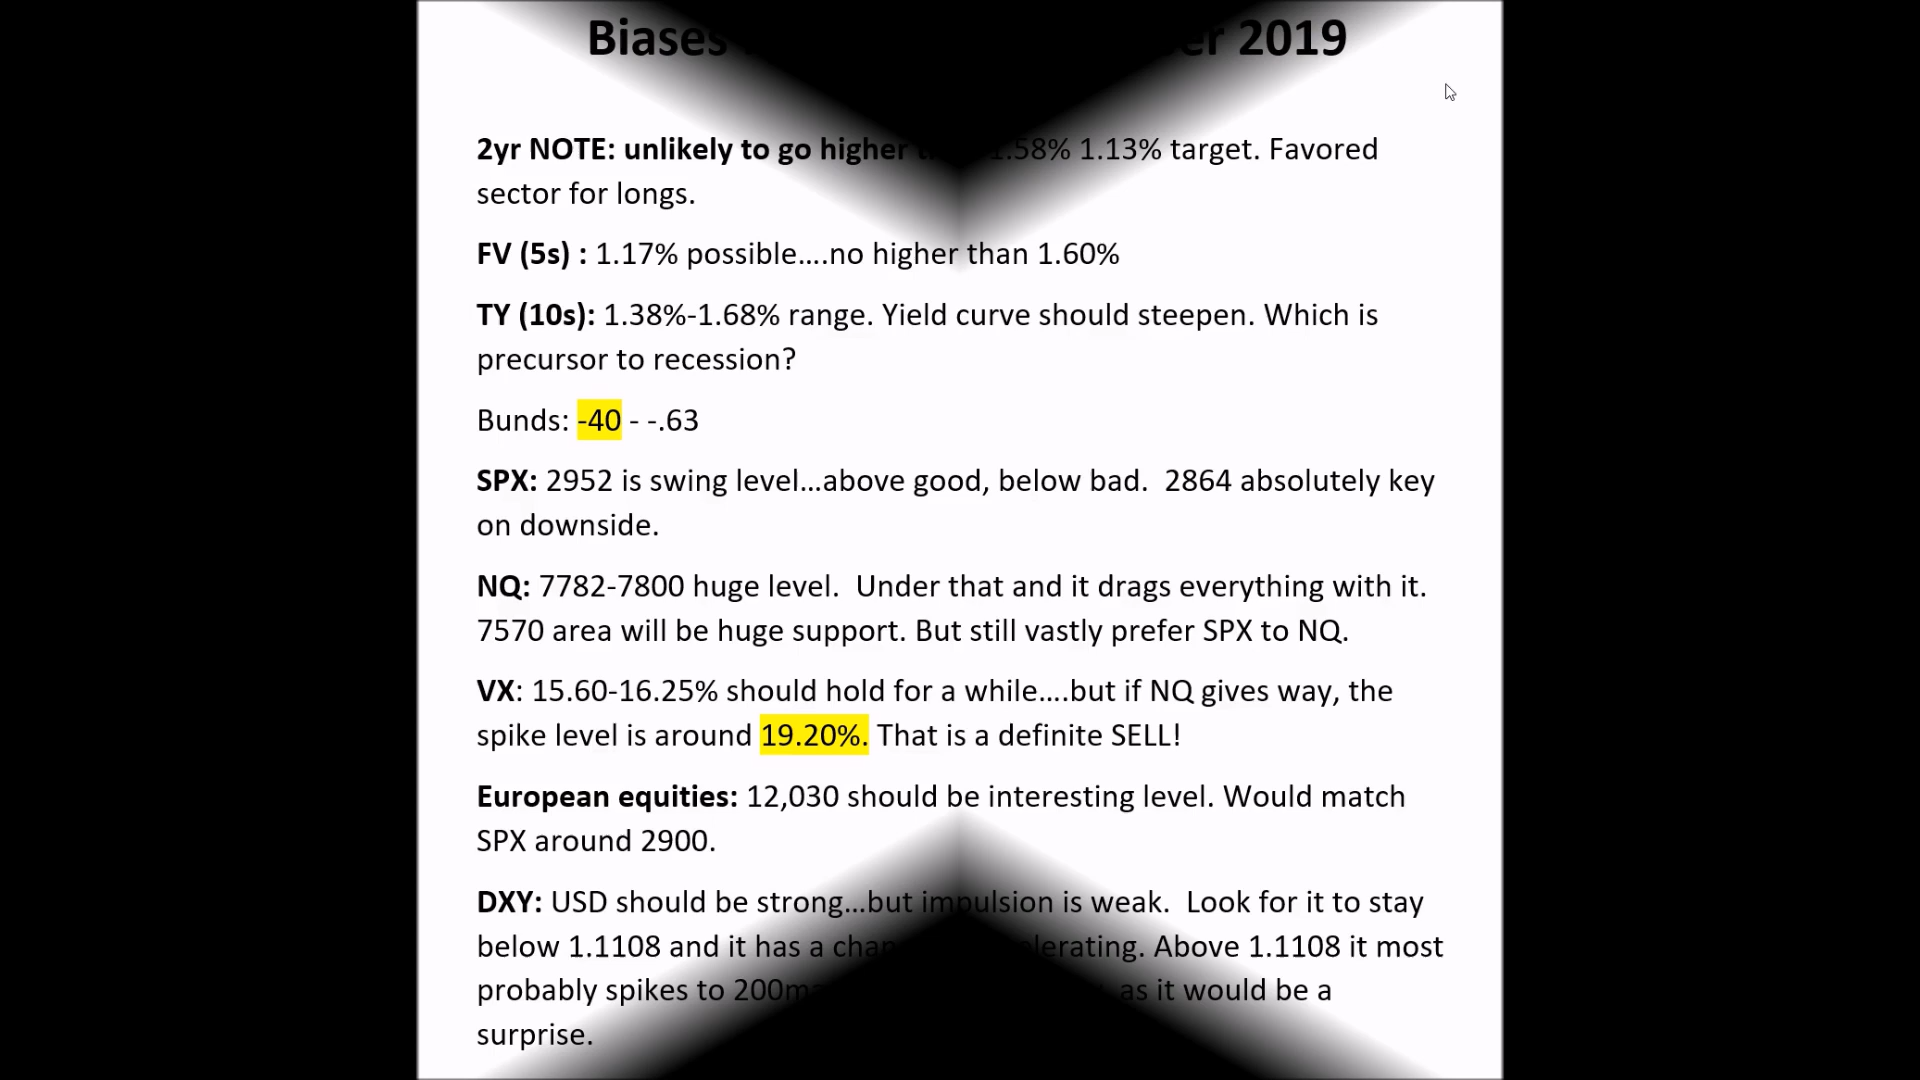 Biases 2019
2yr NOTE: unlikely to go higher 1.58% 1.13% target. Favored
sector for longs.
FV (5s) : 1.17% possible....no higher than 1.60%
TY (10s): 1.38%-1.68% range. Yield curve should steepen. Which is
precursor to recession?
Bunds: -40 - -.63
SPX: 2952 is swing level...above good, below bad.  2864 absolutely key
on downside.
NQ: 7782-7800 huge level.  Under that and it drags everything with it.
7570 area will be huge support. But still vastly prefer SPX to NQ.
VX: 15.60-16.25% should hold for a while....but if NQ gives way, the
spike level is around 19.20%. That is a definite SELL!
European equities: 12,030 should be interesting level. Would match
SPX around 2900.
DXY: USD should be strong...but impulsion is weak.  Look for it to stay
below 1.1108 and it has a Above 1.1108 it most
probably spikes to as it would be a
surprise.